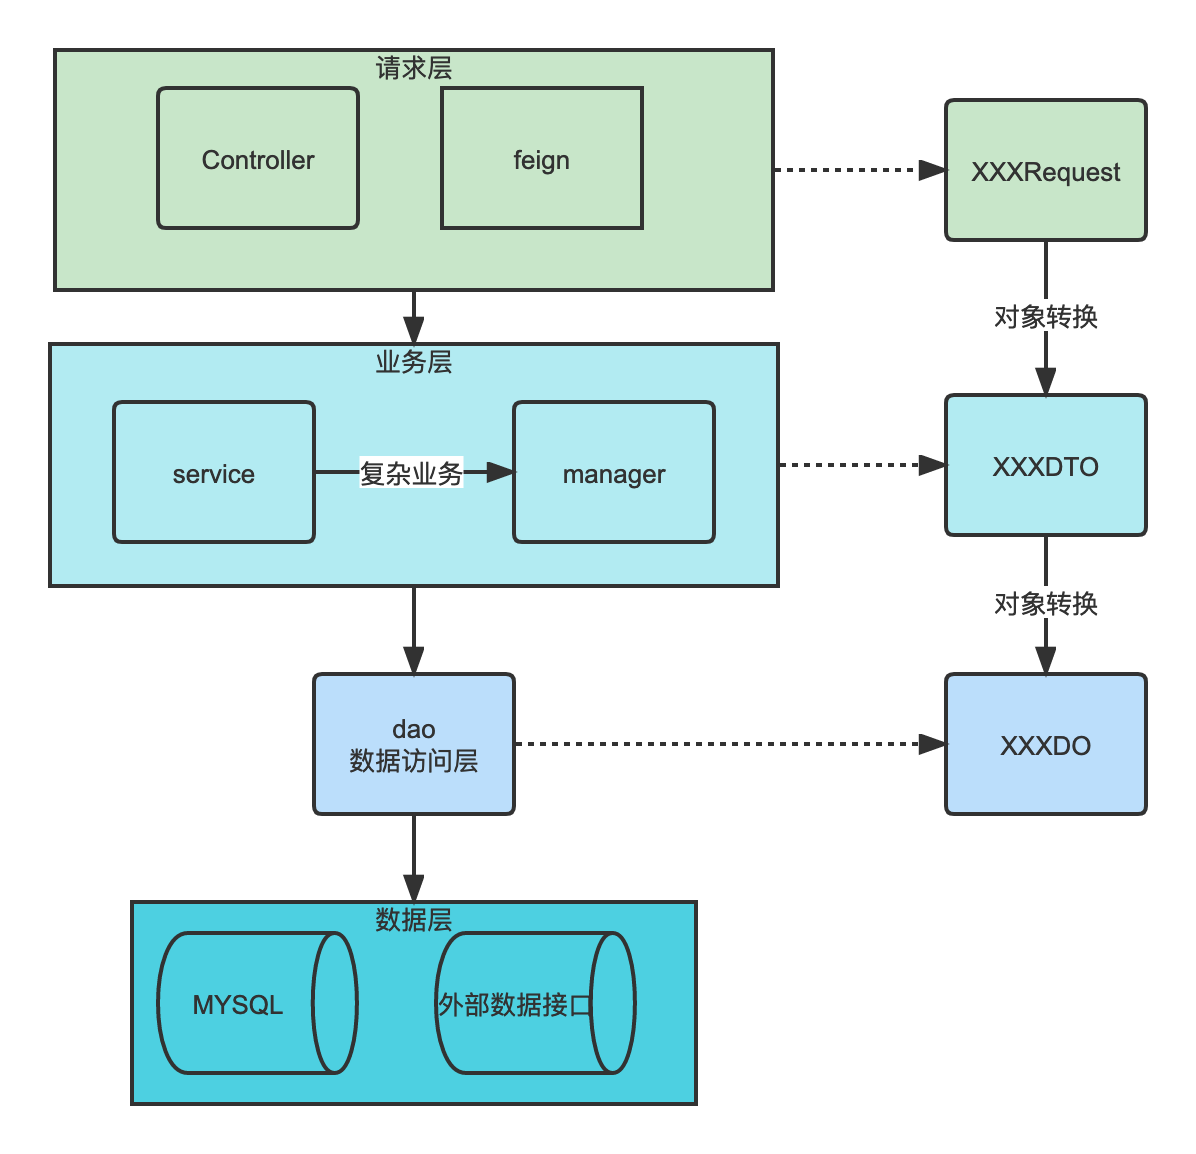 请求层
Controller
feign
XXXRequest
对象转换
业务层
service
复杂业务
manager
XXXDTO
对象转换
dao
数据访问层
XXXDO
数据层
MYSQL
外部数据接口